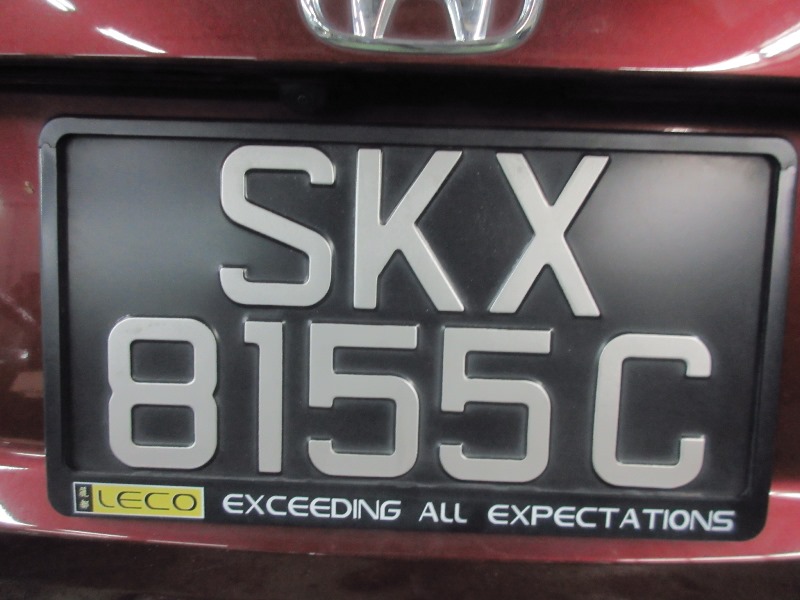 SKX
8155C
LECO EXCEEDING ALL EXPECTATIONS